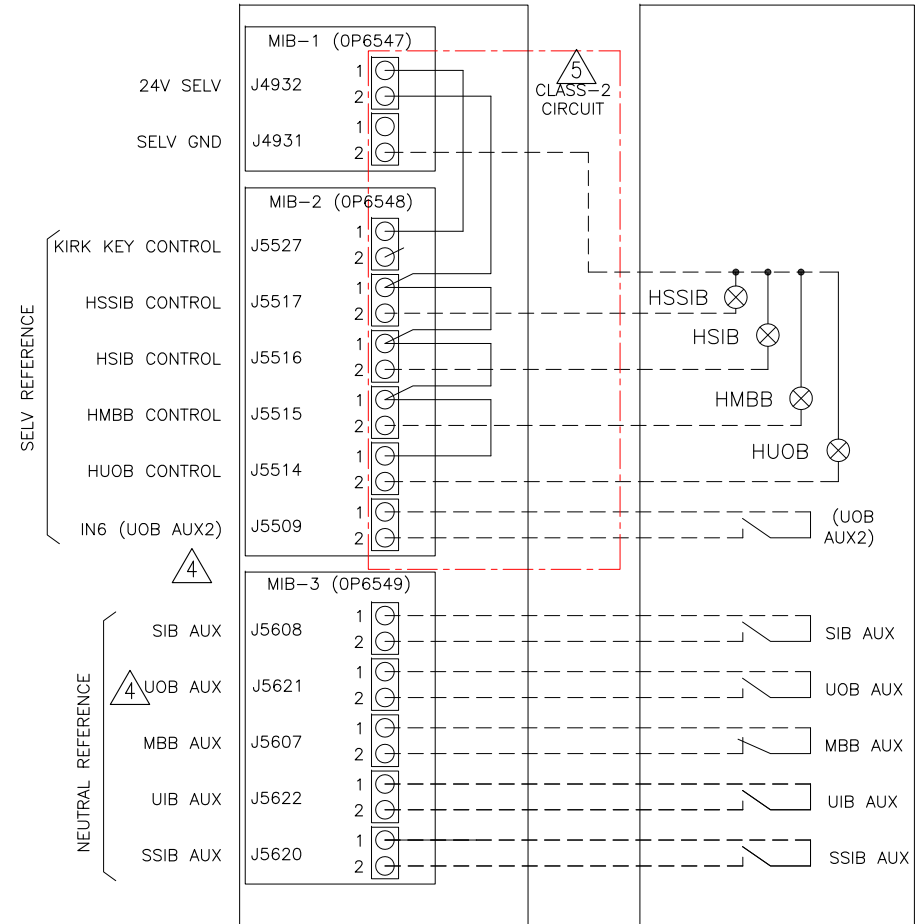 MIB-1 (0P6547)
24V SELV J4932 1
2
SELV GND J4931 1
2
5
CLASS-2
CIRCUIT
MIB-2 (0P6548)
SELV REFERENCE
KIRK KEY CONTROL J5527 1
2
HSSIB CONTROL J5517 1
2
HSSIB
HSIB CONTROL J5516 1
2
HSIB
HMBB CONTROL J5515 1
2
HMBB
HUOB CONTROL J5514 1
2
HUOB
IN6 (UOB AUX2) J5509 1
2
(UOB
AUX2)
4
MIB-3 (0P6549)
NEUTRAL REFERENCE
SIB AUX J5608 1
2
SIB AUX
4
UOB AUX J5621 1
2
UOB AUX
MBB AUX J5607 1
2
MBB AUX
UIB AUX J5622 1
2
UIB AUX
SSIB AUX J5620 1
2
SSIB AUX